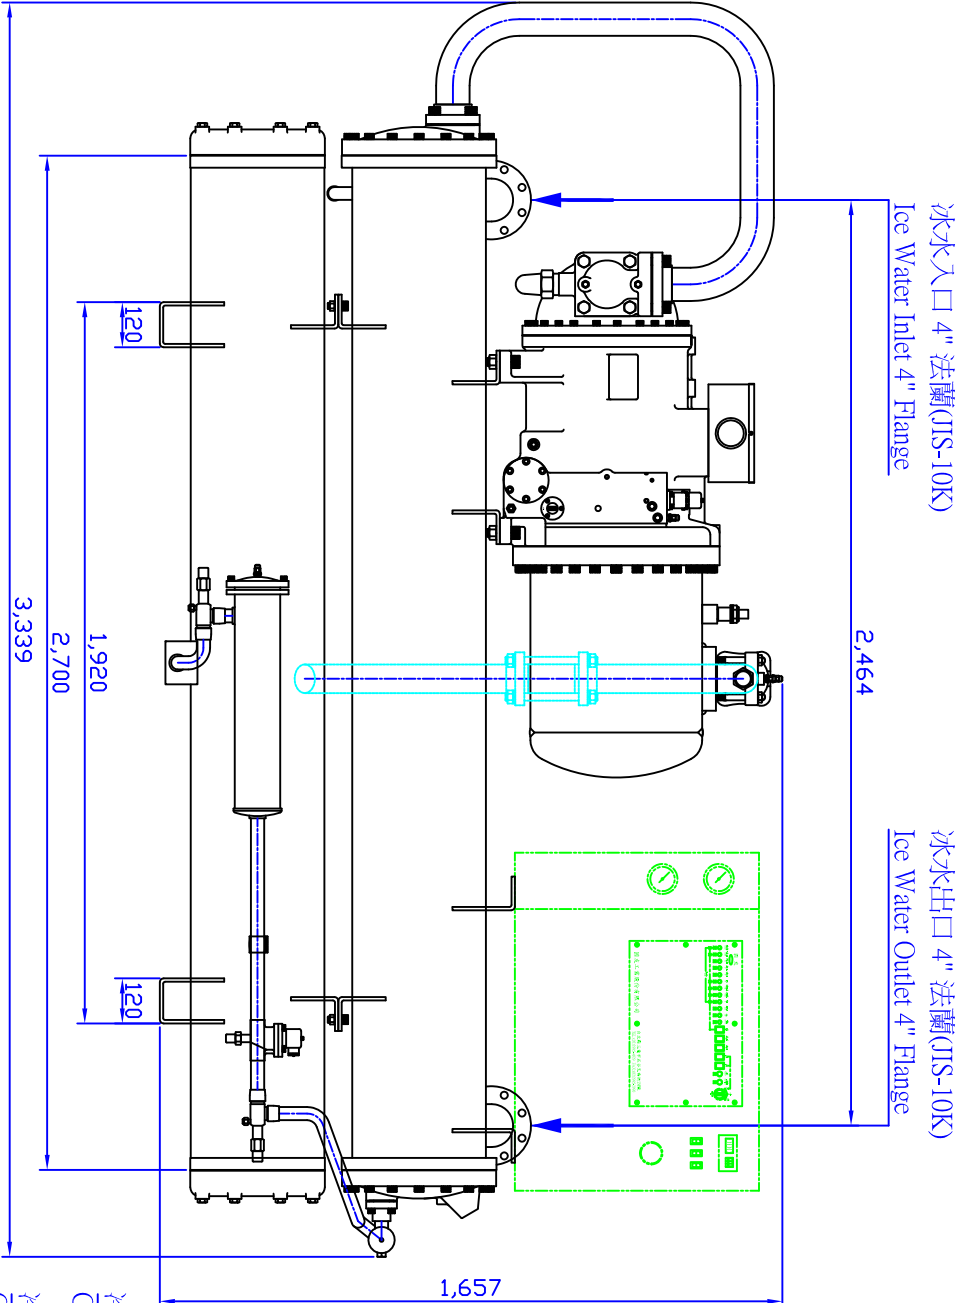 冰水入口 4" 法蘭(JIS-10K)
Ice Water Inlet 4" Flange
冰水出口 4" 法蘭(JIS-10K)
Ice Water Outlet 4" Flange
2,464
120
120
1,920
2,700
3,339
1,657